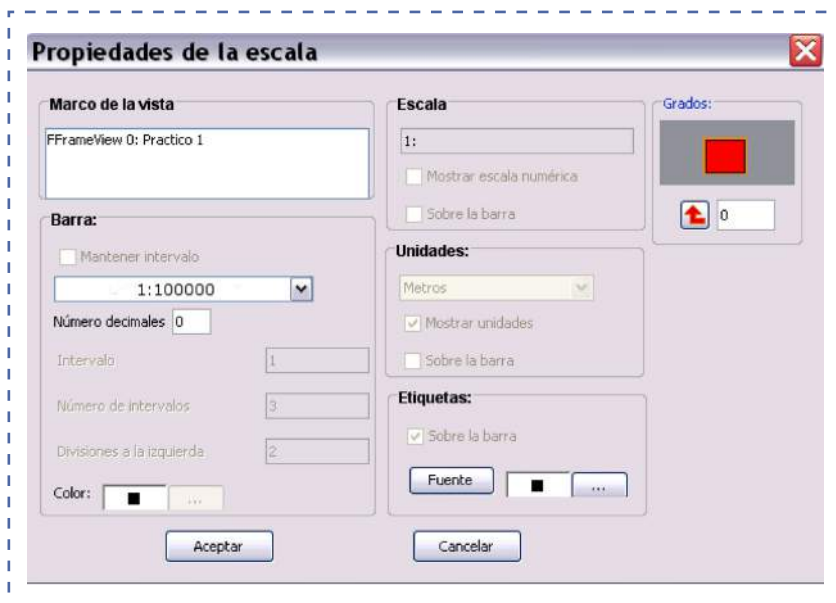 Propiedades de la escala
Marco de la vista
FFrameView 0: Practico 1
Barra:
Mantener intervalo
1:100000
Número decimales 0
Intervalo 1
Número de intervalos 3
Divisiones a la izquierda 2
Color: ...
Escala
1:
Mostrar escala numérica
Sobre la barra
Unidades:
Metros
Mostrar unidades
Sobre la barra
Etiquetas:
Sobre la barra
Fuente ...
Grados:
0
Aceptar Cancelar